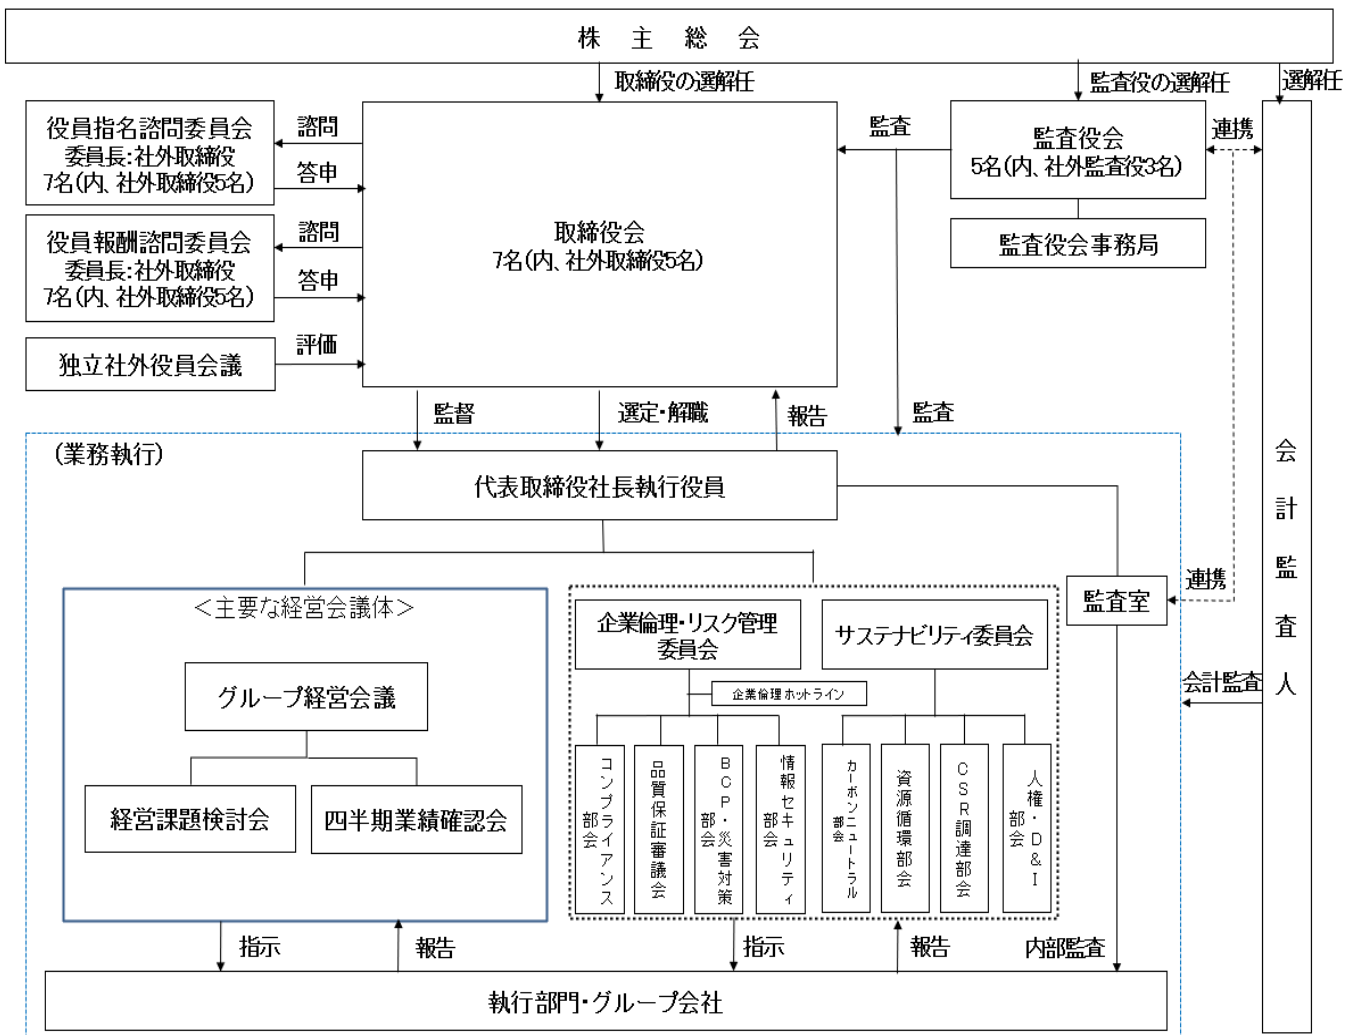 株主総会
取締役の選解任
監査役の選解任
選解任
役員指名諮問委員会
委員長:社外取締役
7名(内、社外取締役5名)
諮問
答申
役員報酬諮問委員会
委員長:社外取締役
7名(内、社外取締役5名)
諮問
答申
独立社外役員会議
評価
取締役会
7名(内、社外取締役5名)
監査
監査役会
5名(内、社外監査役3名)
連携
監査役会事務局
監督
選定・解職
報告
監査
(業務執行)
代表取締役社長執行役員
会計監査人
<主要な経営会議体>
グループ経営会議
経営課題検討会
四半期業績確認会
企業倫理・リスク管理
委員会
サステナビリティ委員会
企業倫理ホットライン
コンプライアンス
部会
品質保証審議会
BCP・災害対策
部会
情報セキュリティ
部会
カーボンニュートラル
部会
資源循環部会
CSR調達部会
人権・D&I
部会
監査室
連携
会計監査
指示
報告
指示
報告
内部監査
執行部門・グループ会社